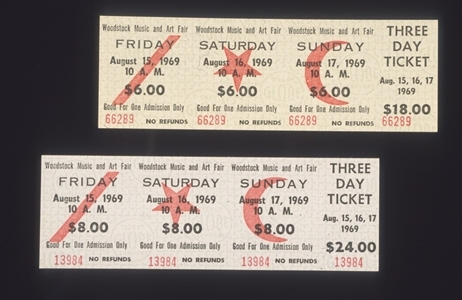 Woodstock Music and Art Fair Woodstock Music and Art Fair Woodstock Music and Art Fair THREE
FRIDAY SATURDAY SUNDAY DAY
August 15, 1969 August 16, 1969 August 17, 1969 TICKET
10 A. M. 10 A. M. 10 A. M. Aug. 15, 16, 17
$6.00 $6.00 $6.00 1969
Good For One Admission Only Good For One Admission Only Good For One Admission Only $18.00
66289 NO REFUNDS 66289 NO REFUNDS 66289 NO REFUNDS 66289
Woodstock Music and Art Fair Woodstock Music and Art Fair Woodstock Music and Art Fair THREE
FRIDAY SATURDAY SUNDAY DAY
August 15, 1969 August 16, 1969 August 17, 1969 TICKET
10 A. M. 10 A. M. 10 A. M. Aug. 15, 16, 17
$8.00 $8.00 $8.00 1969
Good For One Admission Only Good For One Admission Only Good For One Admission Only $24.00
13984 NO REFUNDS 13984 NO REFUNDS 13984 NO REFUNDS 13984